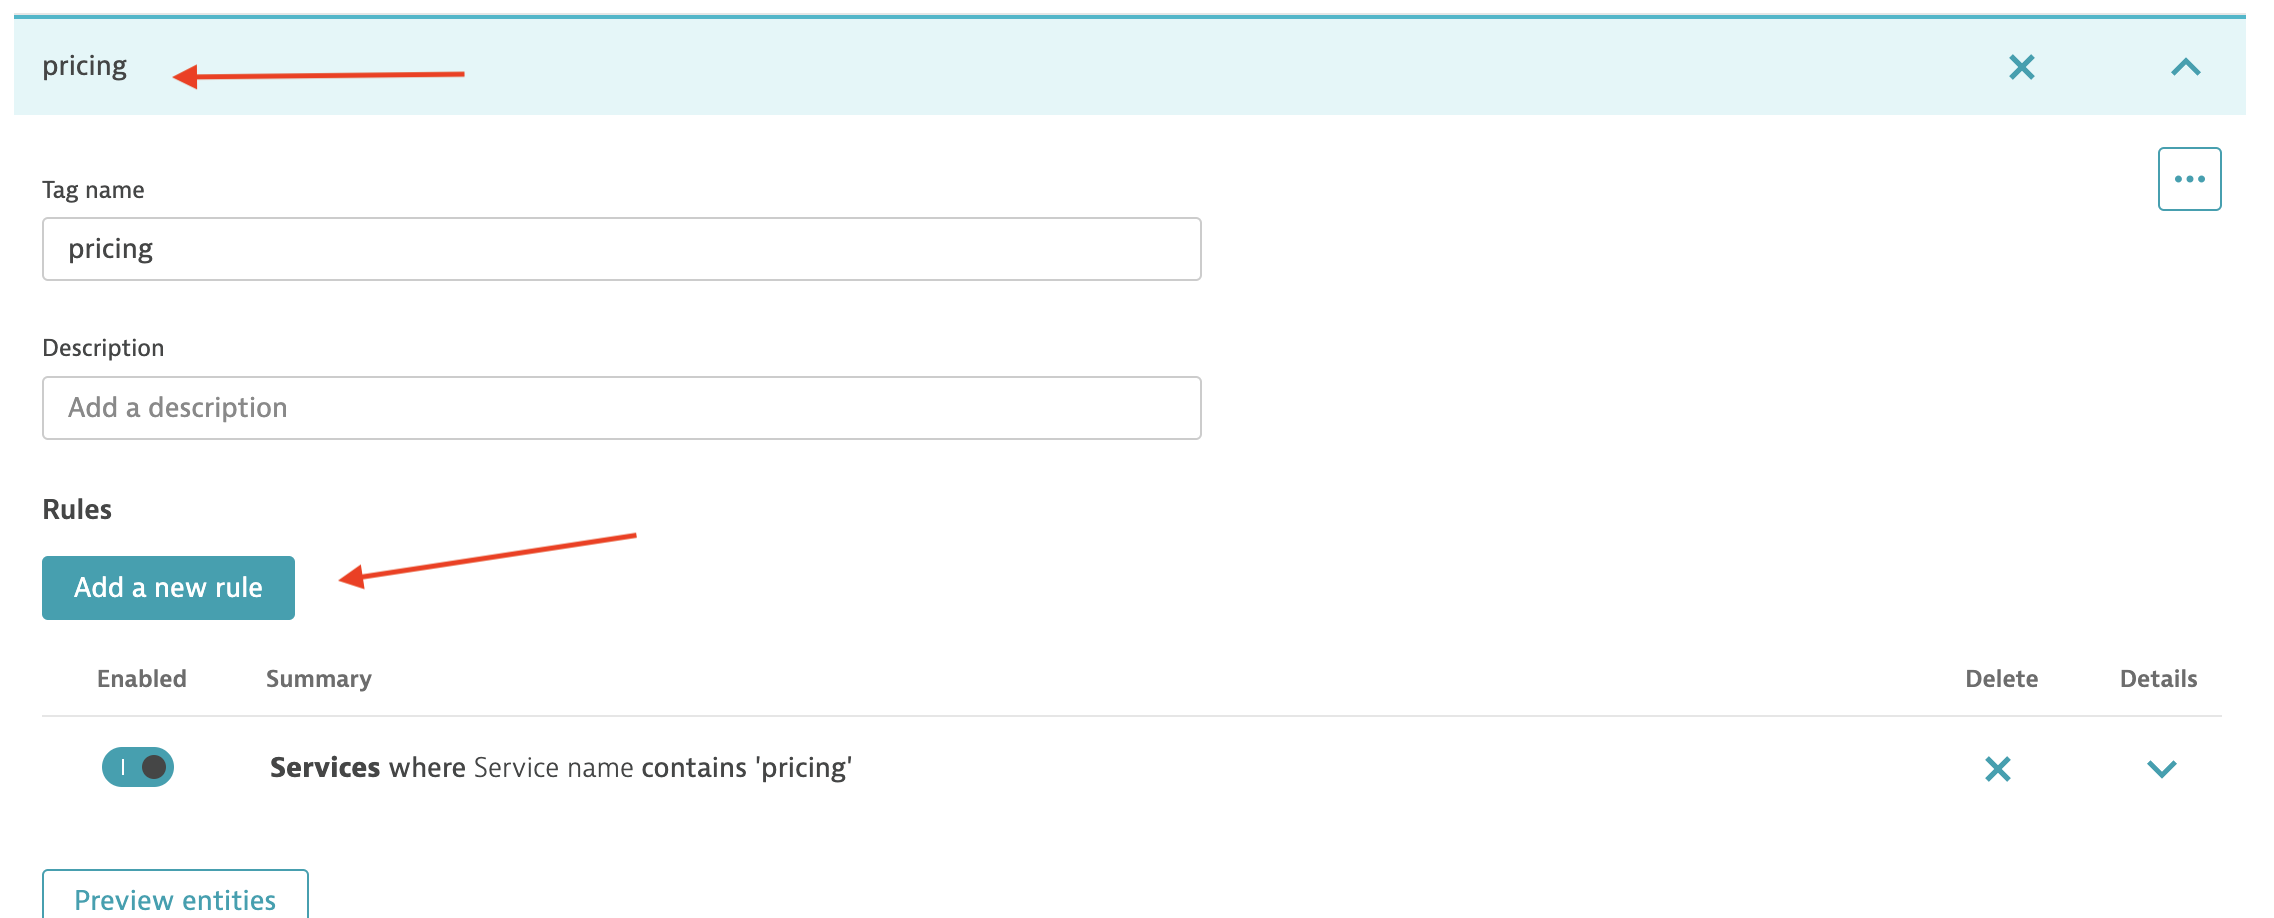 pricing
Tag name
pricing
Description
Add a description
Rules
Add a new rule
Enabled Summary Delete Details
Services where Service name contains 'pricing'
Preview entities